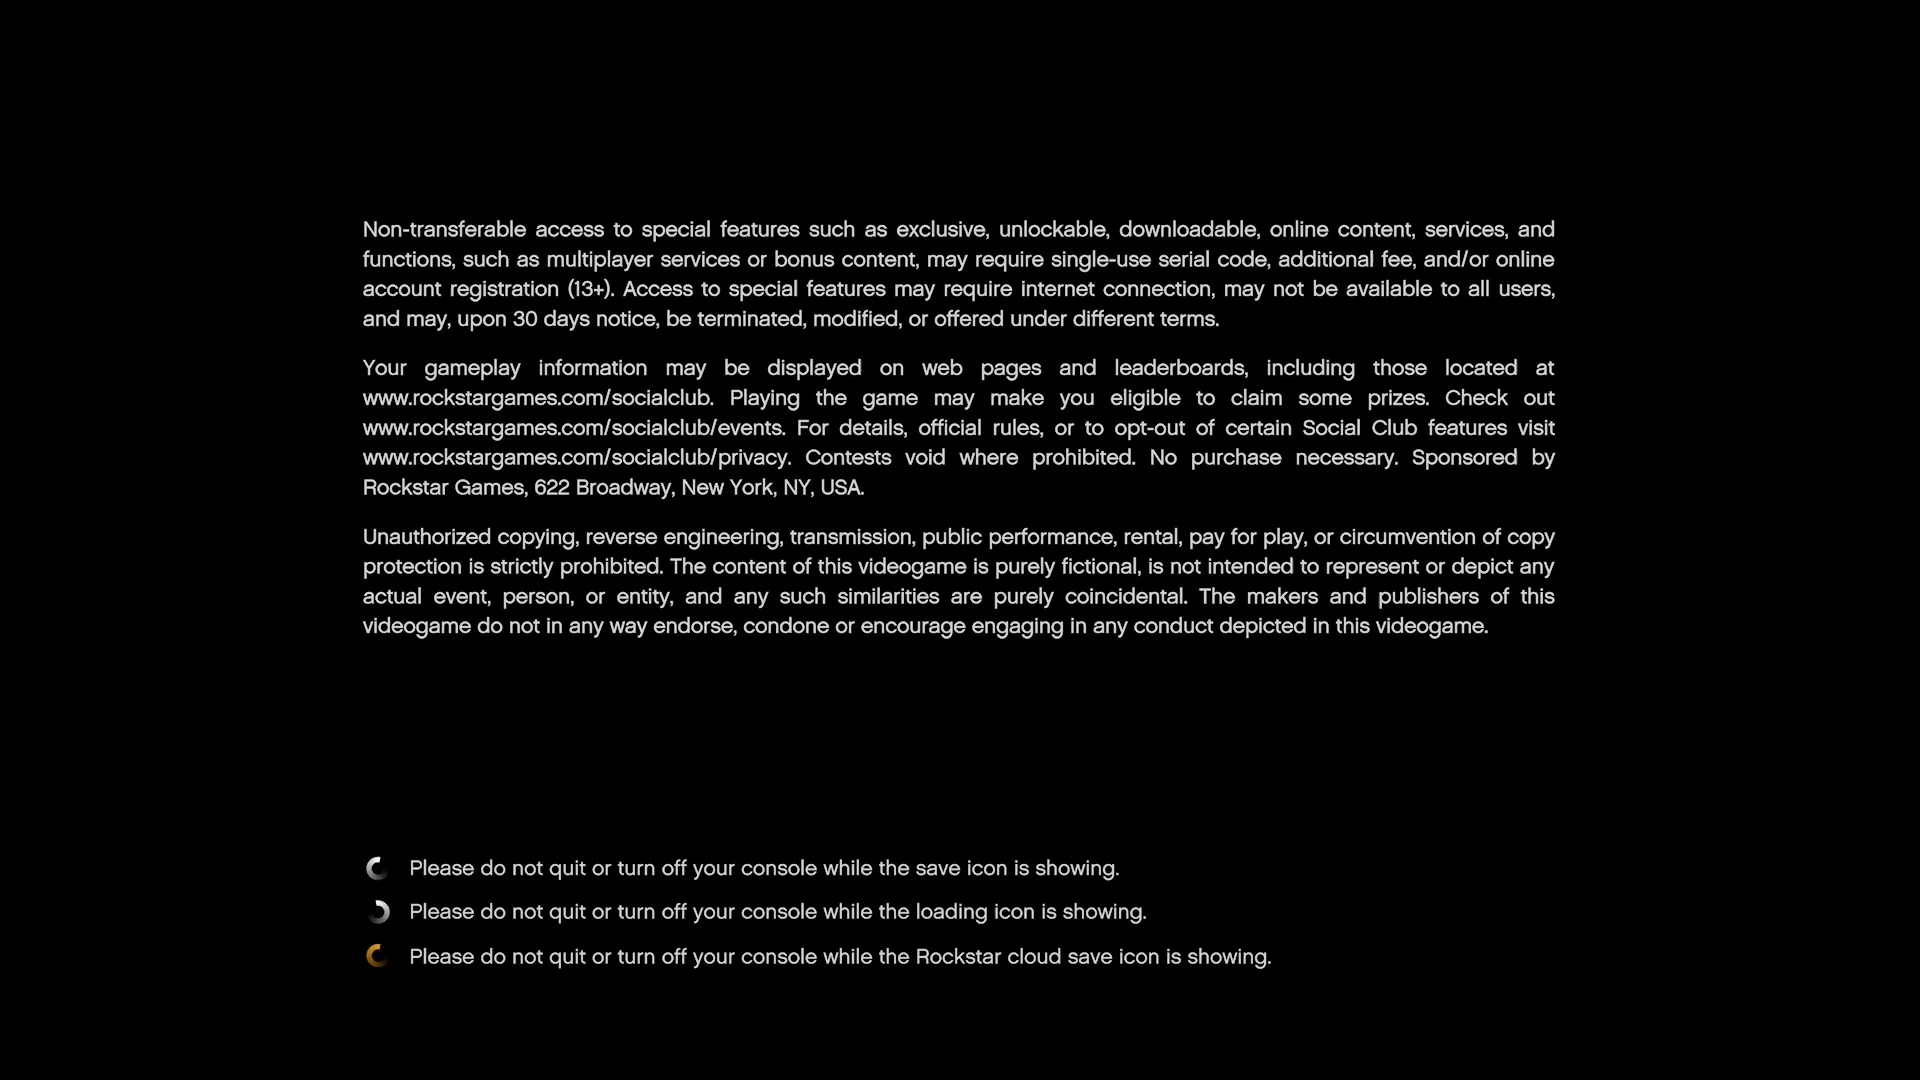 Non-transferable access to special features such as exclusive, unlockable, downloadable, online content, services, and
functions, such as multiplayer services or bonus content, may require single-use serial code, additional fee, and/or online
account registration (13+). Access to special features may require internet connection, may not be available to all users,
and may, upon 30 days notice, be terminated, modified, or offered under different terms.
Your gameplay information may be displayed on web pages and leaderboards, including those located at
www.rockstargames.com/socialclub. Playing the game may make you eligible to claim some prizes. Check out
www.rockstargames.com/socialclub/events. For details, official rules, or to opt-out of certain Social Club features visit
www.rockstargames.com/socialclub/privacy. Contests void where prohibited. No purchase necessary. Sponsored by
Rockstar Games, 622 Broadway, New York, NY, USA.
Unauthorized copying, reverse engineering, transmission, public performance, rental, pay for play, or circumvention of copy
protection is strictly prohibited. The content of this videogame is purely fictional, is not intended to represent or depict any
actual event, person, or entity, and any such similarities are purely coincidental. The makers and publishers of this
videogame do not in any way endorse, condone or encourage engaging in any conduct depicted in this videogame.
Please do not quit or turn off your console while the save icon is showing.
Please do not quit or turn off your console while the loading icon is showing.
Please do not quit or turn off your console while the Rockstar cloud save icon is showing.